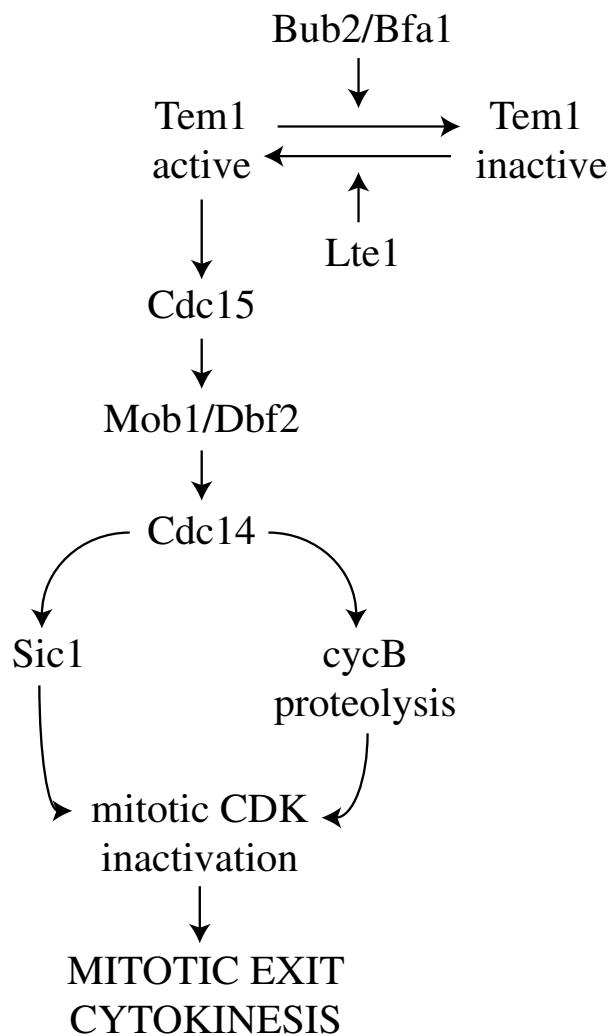 Bub2/Bfa1
Tem1
active
Tem1
inactive
Lte1
Cdc15
Mob1/Dbf2
Cdc14
Sic1
cycB
proteolysis
mitotic CDK
inactivation
MITOTIC EXIT
CYTOKINESIS